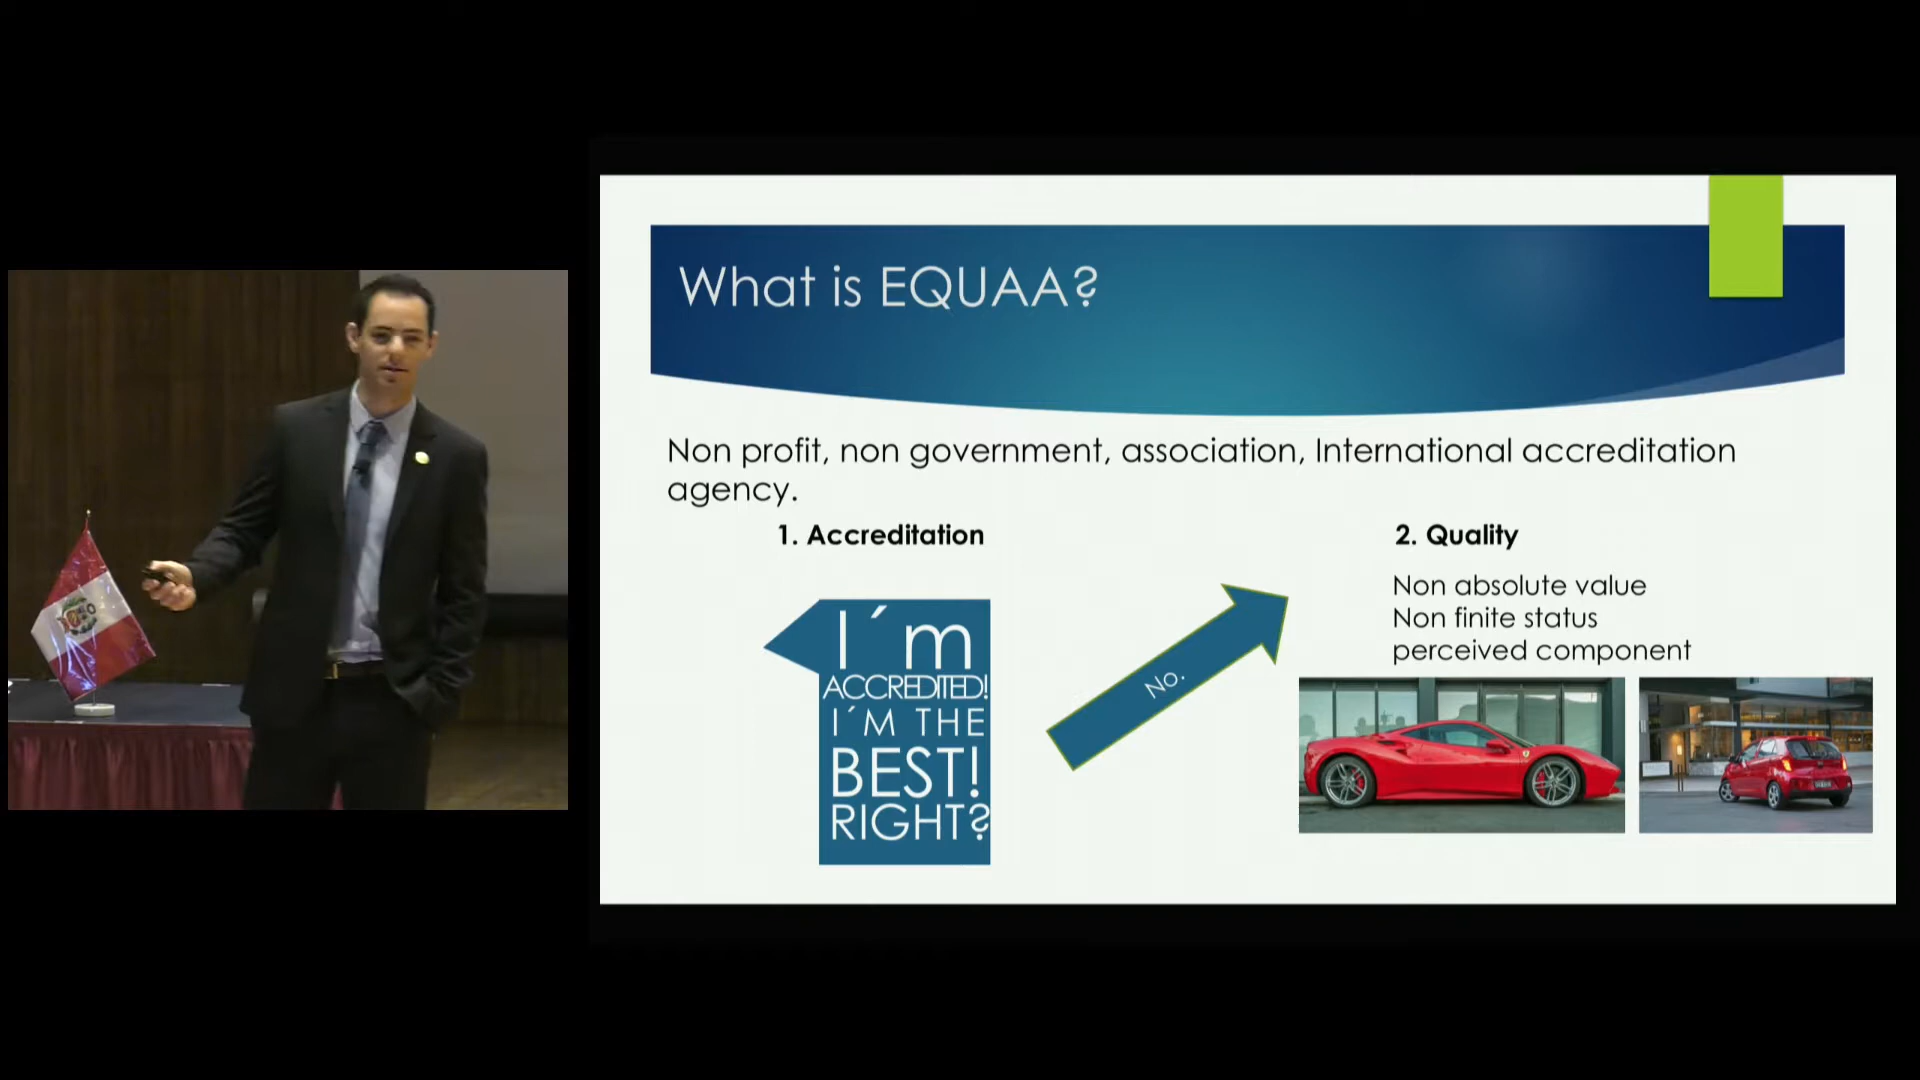 What is EQUAA?
Non profit, non government, association, International accreditation
agency.
1. Accreditation
I´m
ACCREDITED!
I´M THE
BEST!
RIGHT?
No.
2. Quality
Non absolute value
Non finite status
perceived component